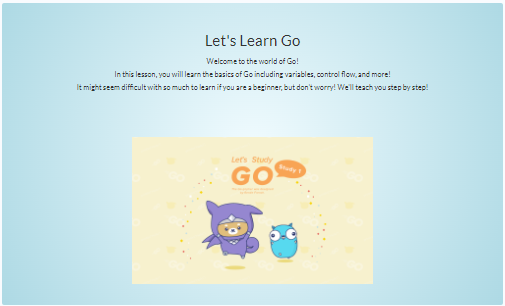 Let's Learn Go
Welcome to the world of Go!
In this lesson, you will learn the basics of Go including variables, control flow, and more!
It might seem difficult with so much to learn if you are a beginner, but don't worry! We'll teach you step by step!
Let's Study
GO
Study 1